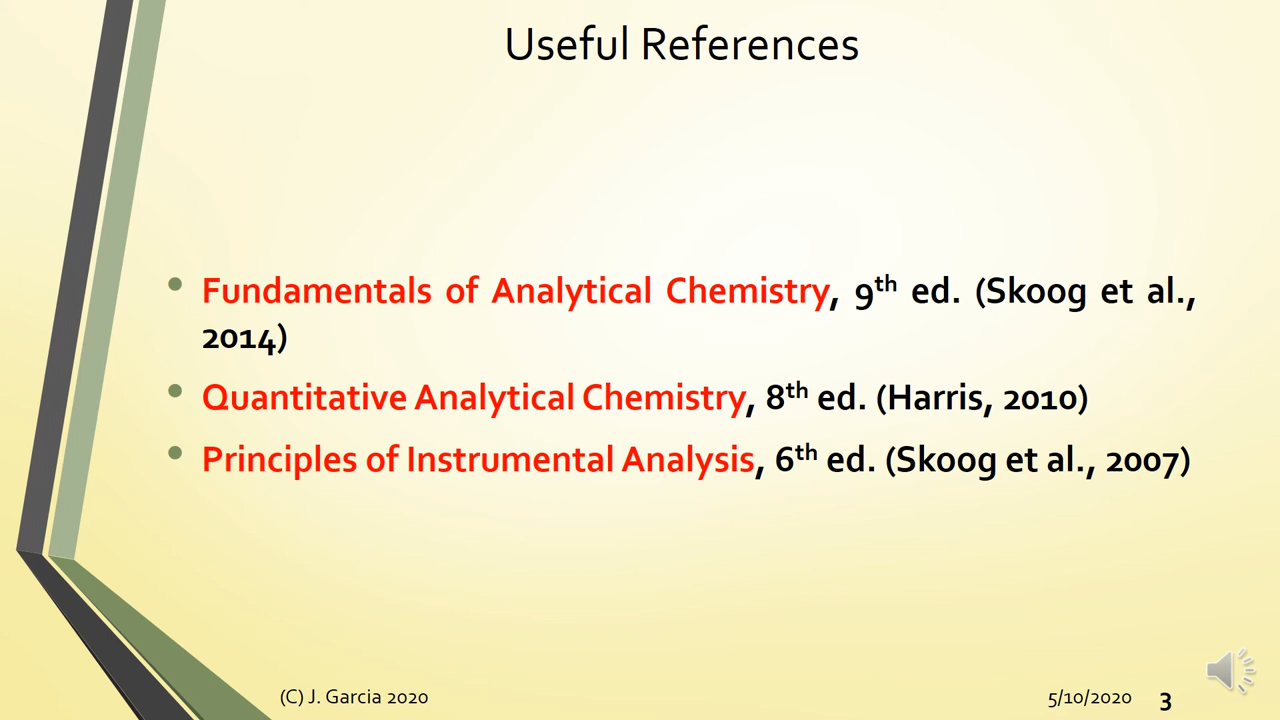 Useful References
• Fundamentals of Analytical Chemistry, 9th ed. (Skoog et al.,
2014)
• Quantitative Analytical Chemistry, 8th ed. (Harris, 2010)
• Principles of Instrumental Analysis, 6th ed. (Skoog et al., 2007)
(C) J. Garcia 2020 5/10/2020 3